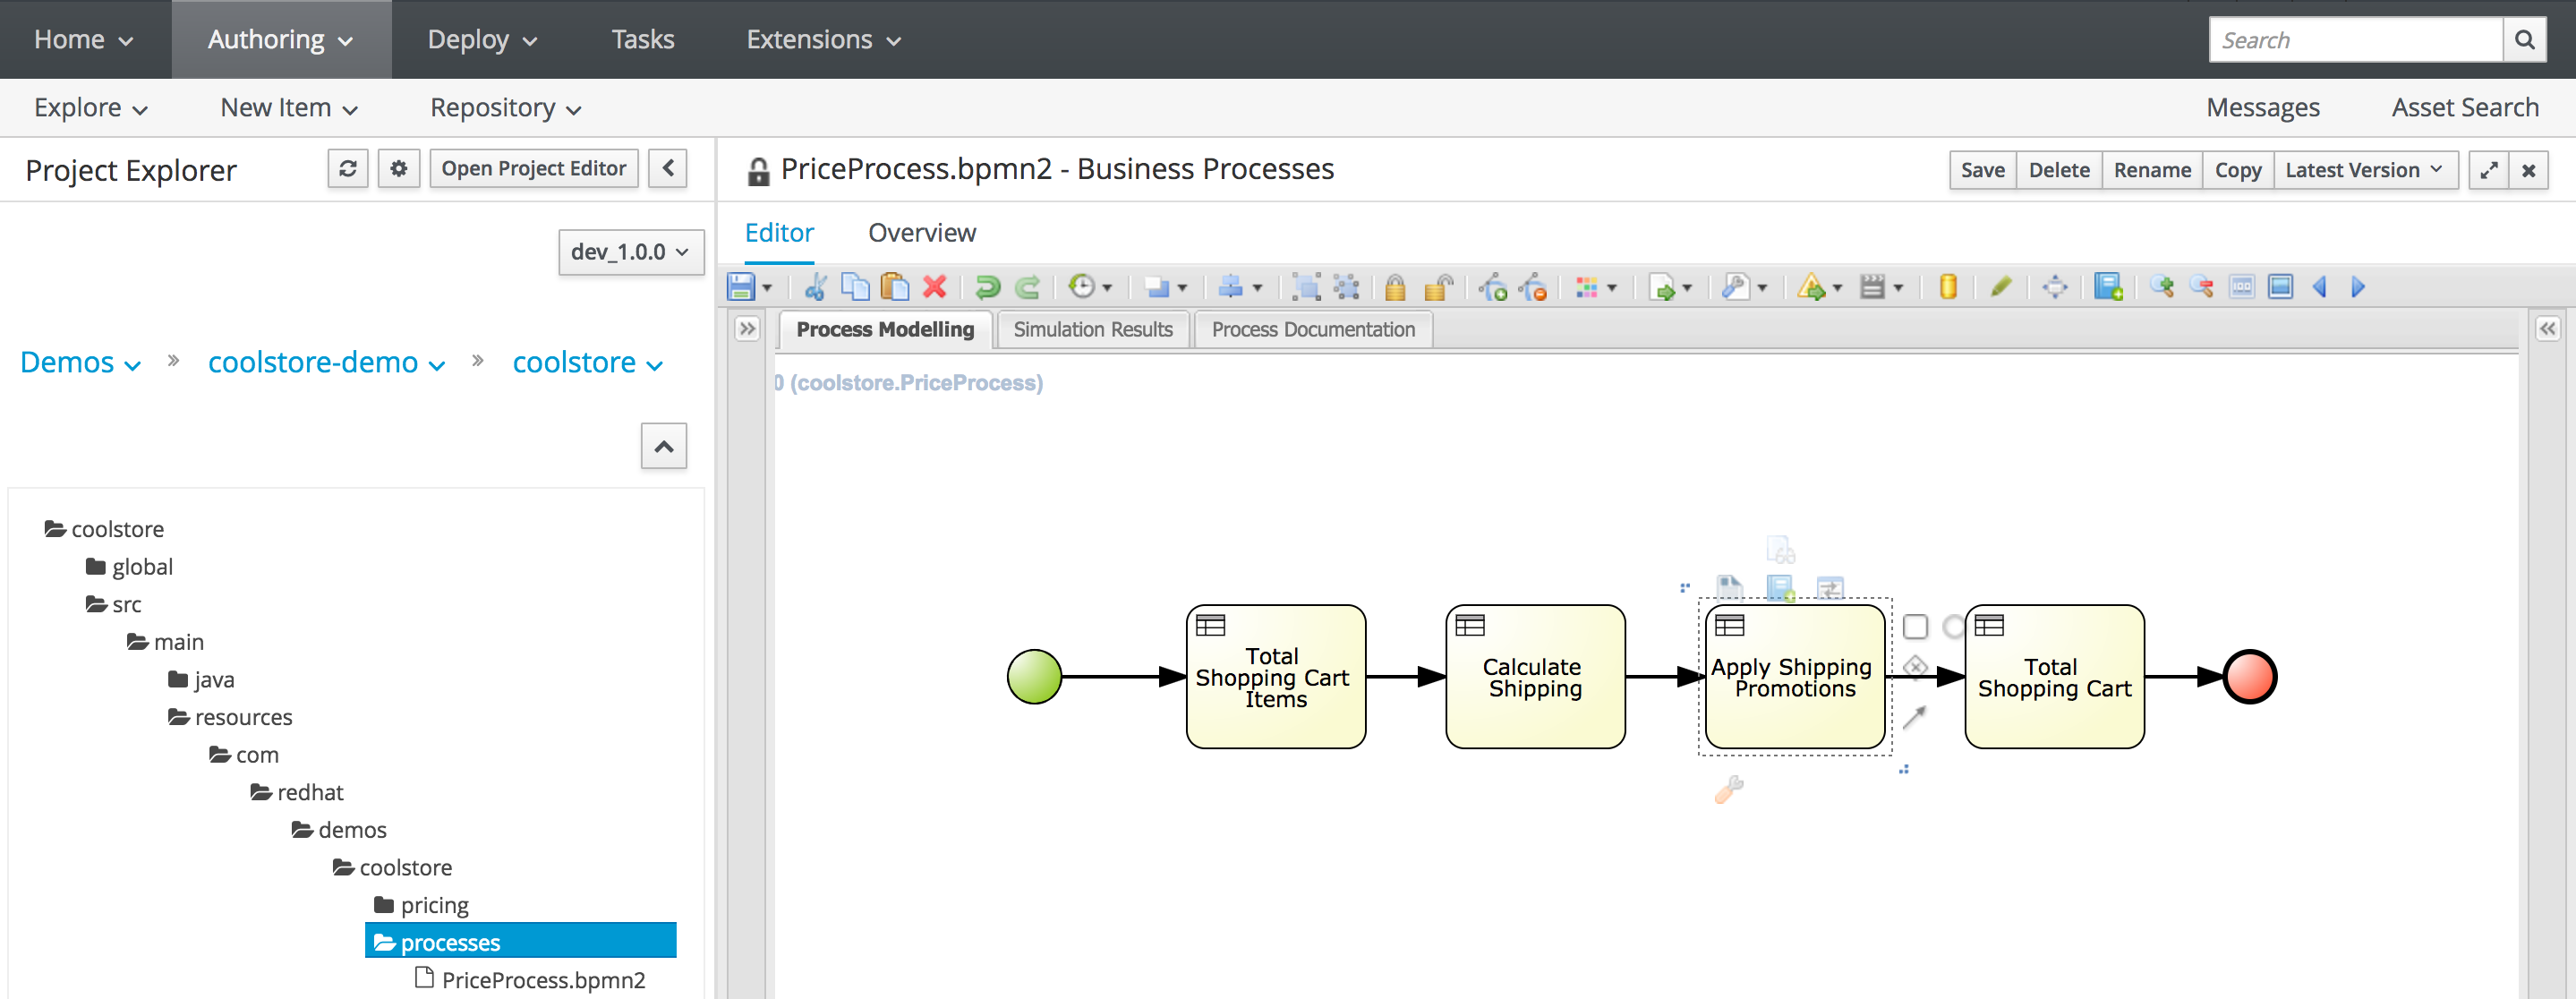 Home
Authoring
Deploy
Tasks
Extensions
Search
Explore
New Item
Repository
Messages
Asset Search
Project Explorer
Open Project Editor
PriceProcess.bpmn2 - Business Processes
Save
Delete
Rename
Copy
Latest Version
dev_1.0.0
Editor
Overview
Demos » coolstore-demo » coolstore
Process Modelling
Simulation Results
Process Documentation
0 (coolstore.PriceProcess)
coolstore
global
src
main
java
resources
com
redhat
demos
coolstore
pricing
processes
PriceProcess.bpmn2
Total
Shopping Cart
Items
Calculate
Shipping
Apply Shipping
Promotions
Total
Shopping Cart